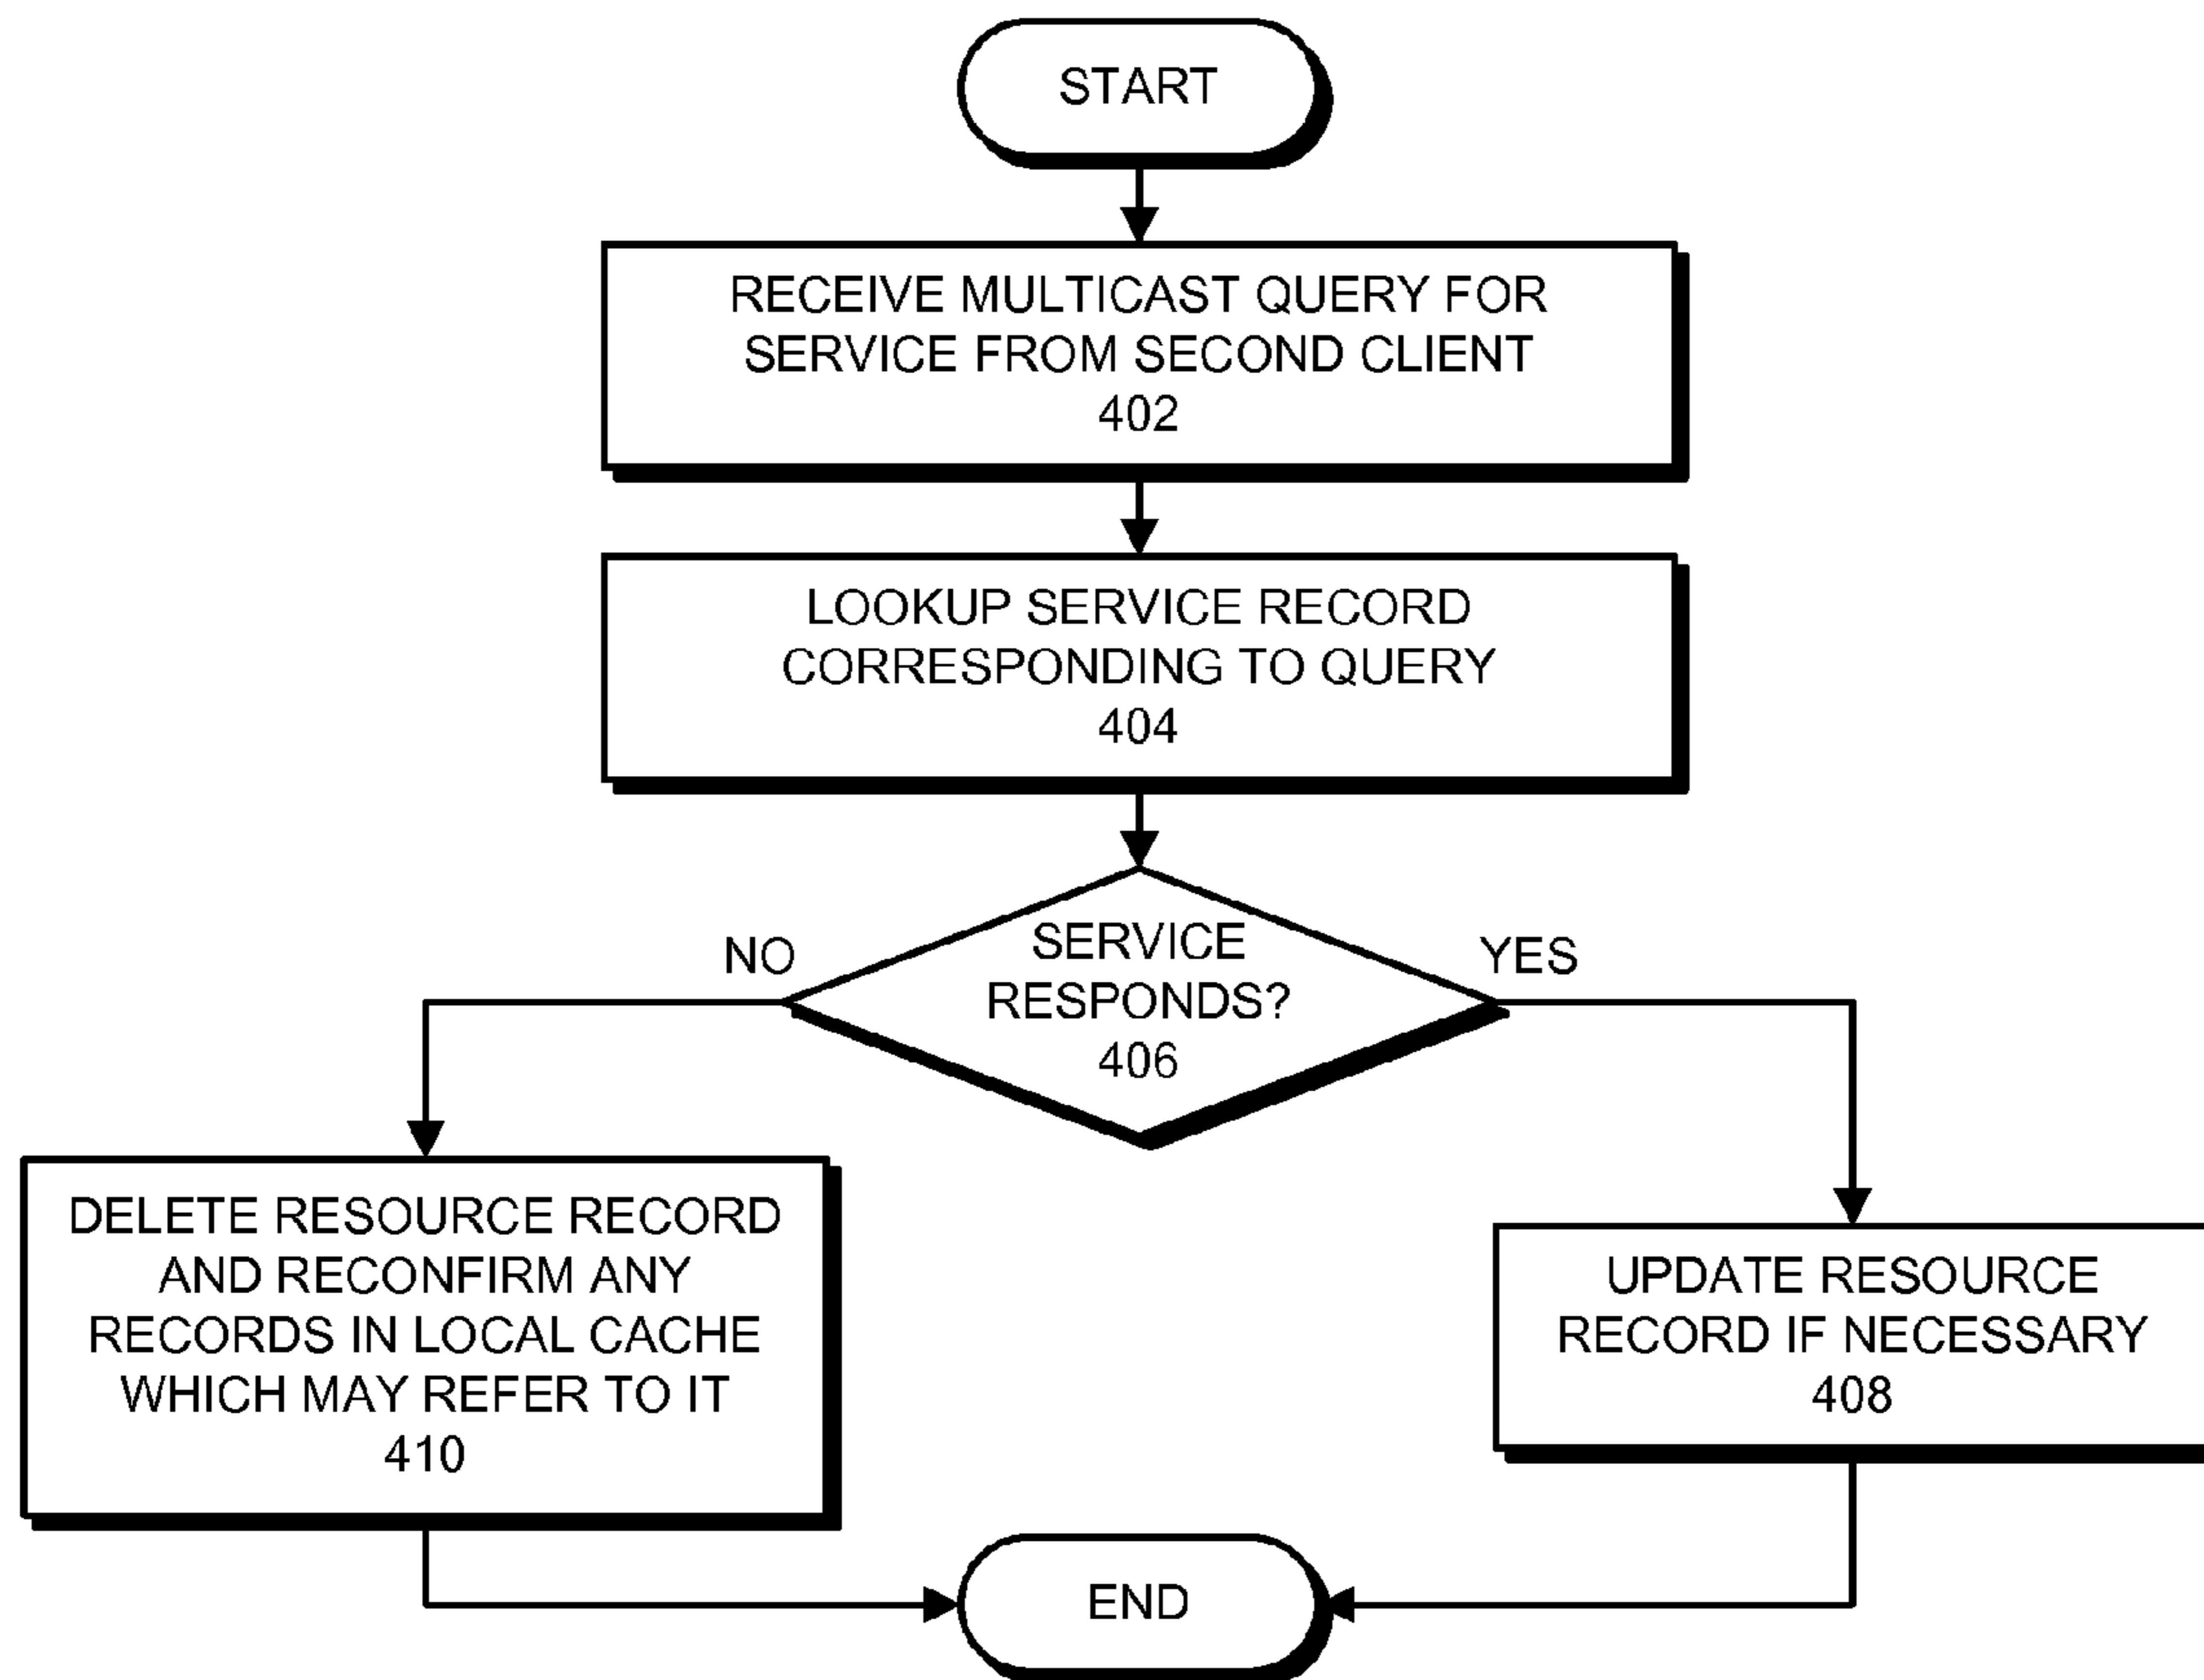 START
RECEIVE MULTICAST QUERY FOR
SERVICE FROM SECOND CLIENT
402
LOOKUP SERVICE RECORD
CORRESPONDING TO QUERY
404
SERVICE
RESPONDS?
406
NO
YES
DELETE RESOURCE RECORD
AND RECONFIRM ANY
RECORDS IN LOCAL CACHE
WHICH MAY REFER TO IT
410
UPDATE RESOURCE
RECORD IF NECESSARY
408
END